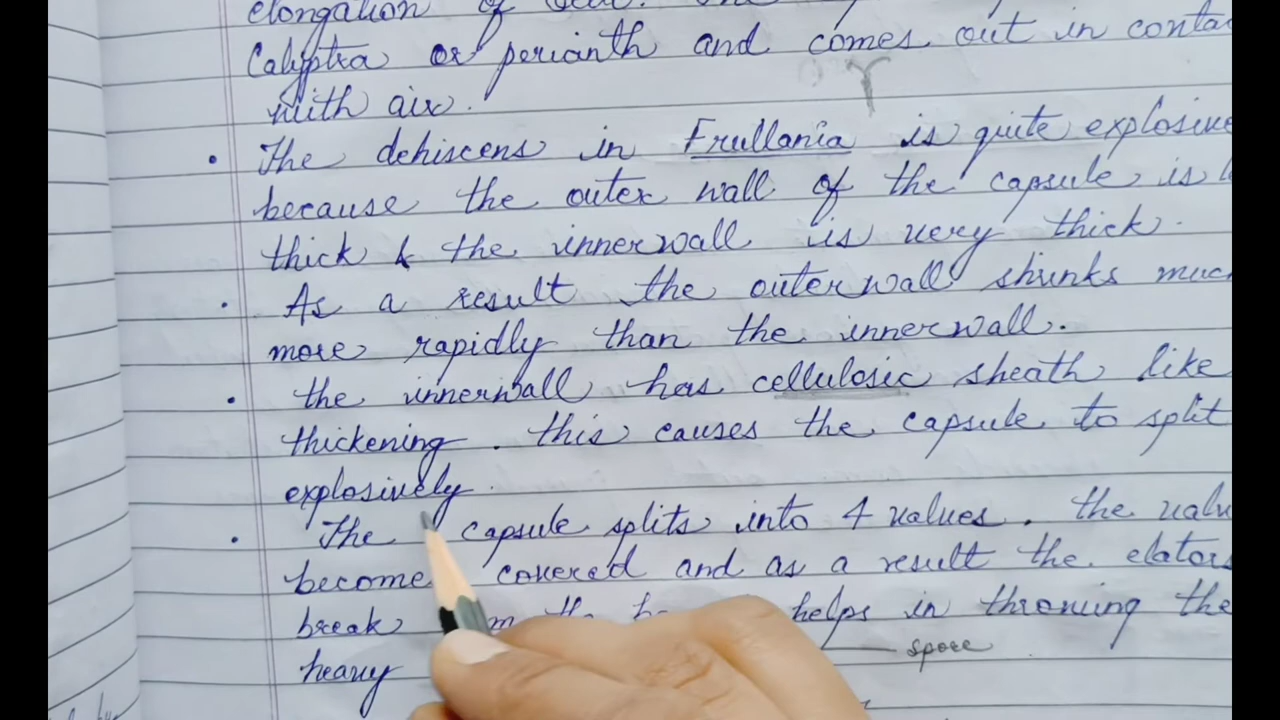 elongation of
Calyptra or perianth and comes out in conta
with air.
• The dehiscens in Frullania is quite explosive
because the outer wall of the capsule is
thick & the innerwall is very thick.
• As a result the outerwall shrinks muc
more rapidly than the innerwall.
• the innerwall has cellulosic sheath like
thickening. this causes the capsule to split
explosively.
• The capsule splits into 4 values. the valu
become covered and as a result the elators
break the helps in throwing the
spore
heavy